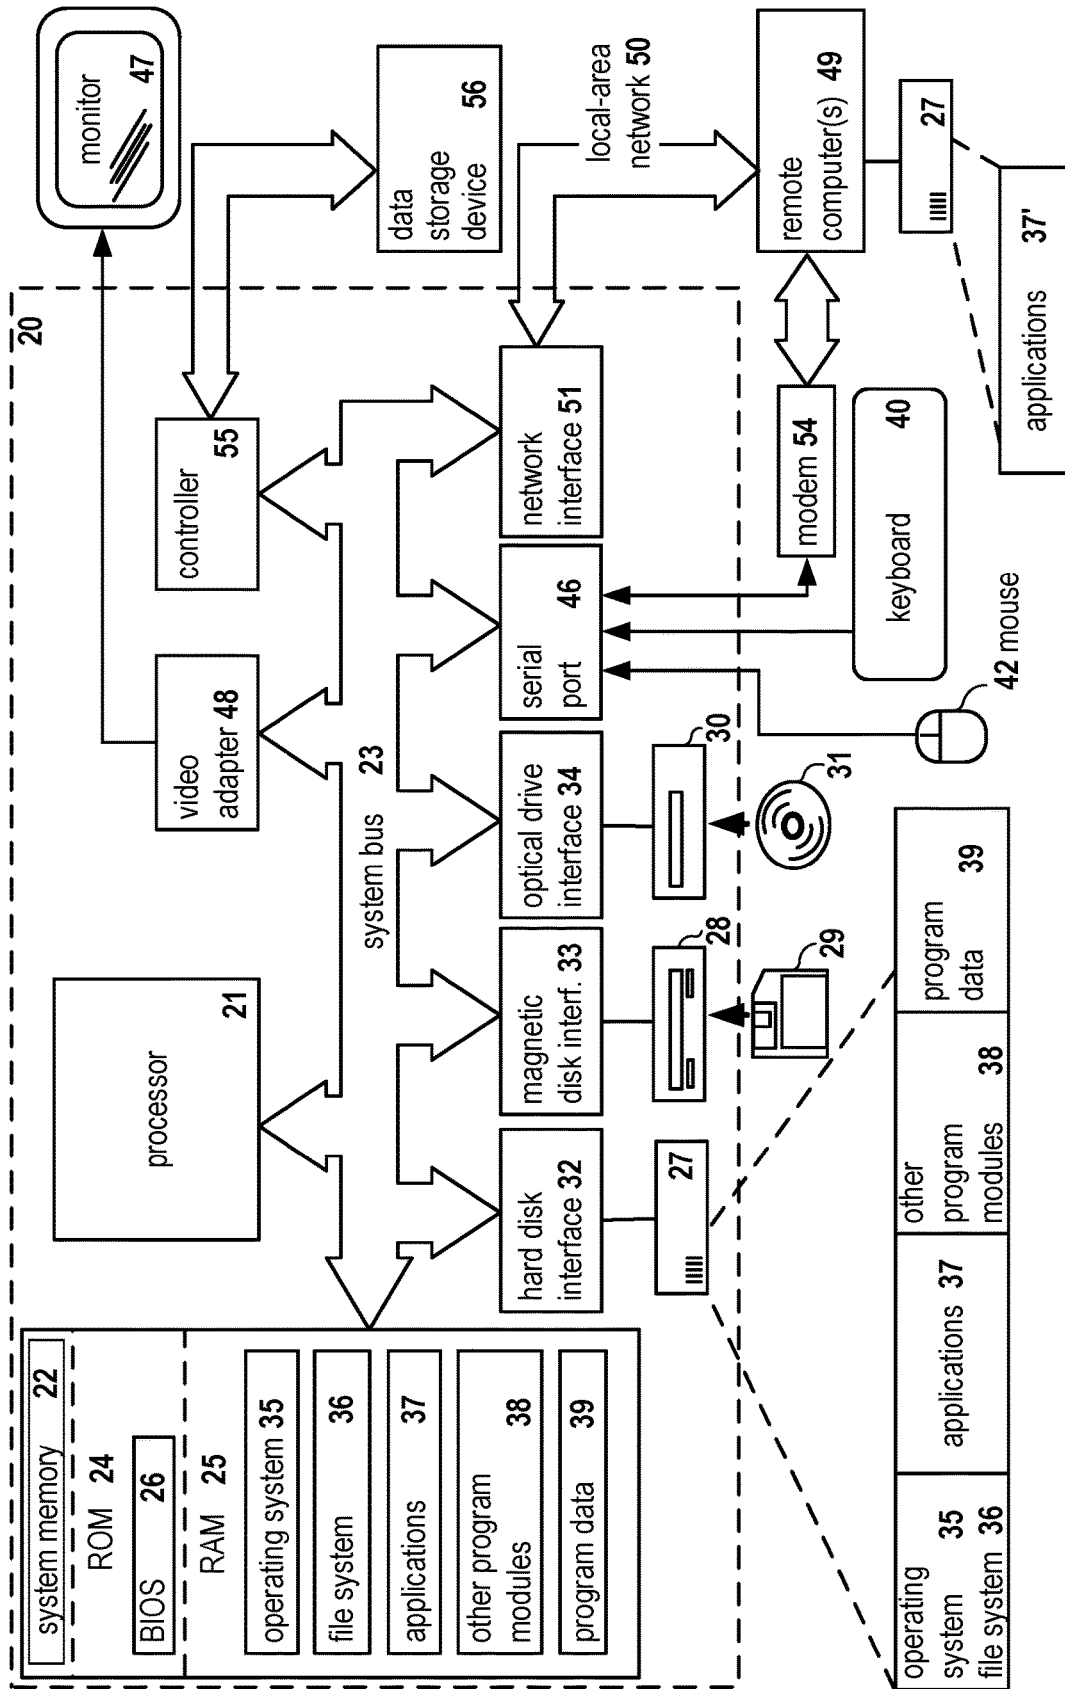 20
system memory 22
ROM 24
BIOS 26
RAM 25
operating system 35
file system 36
applications 37
other program
modules 38
program data 39
processor
21
video
adapter 48
controller
55
monitor
47
system bus 23
data
storage
device
56
local-area
network 50
hard disk
interface 32
magnetic
disk interf. 33
optical drive
interface 34
serial
port
46
network
interface 51
27
28
30
29
31
modem 54
remote
computer(s) 49
27
keyboard
40
42 mouse
applications 37'
operating
system 35
file system 36
applications 37
other
program
modules 38
program
data 39